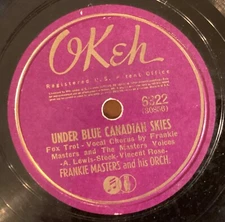 OKeh
Registered U.S. Patent Office
6322
UNDER BLUE CANADIAN SKIES
Fox Trot - Vocal Chorus by Frankie
Masters and The Masters Voices
-A. Lewis-Stock-Vincent Rose-
FRANKIE MASTERS and his ORCH.